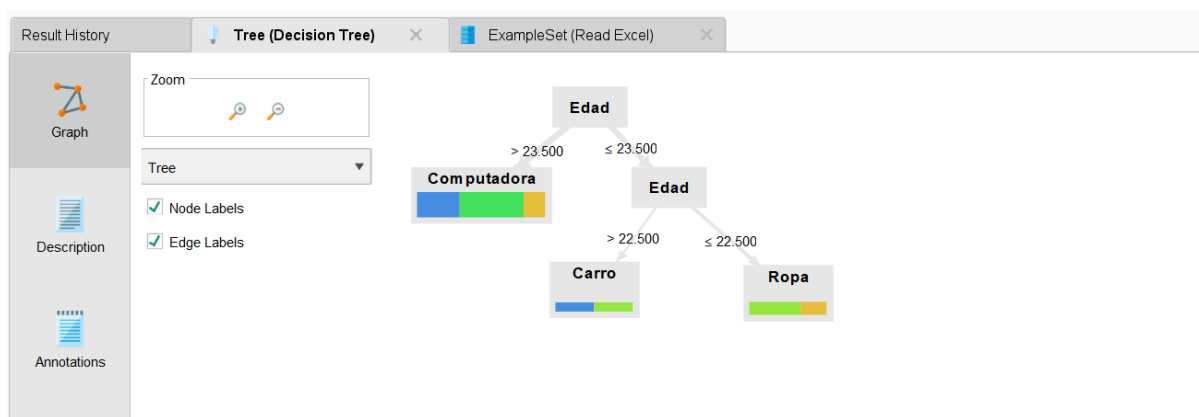 Result History
Tree (Decision Tree)
ExampleSet (Read Excel)
Graph
Description
Annotations
Zoom
Tree
Node Labels
Edge Labels
Edad
> 23.500
≤ 23.500
Computadora
Edad
> 22.500
≤ 22.500
Carro
Ropa